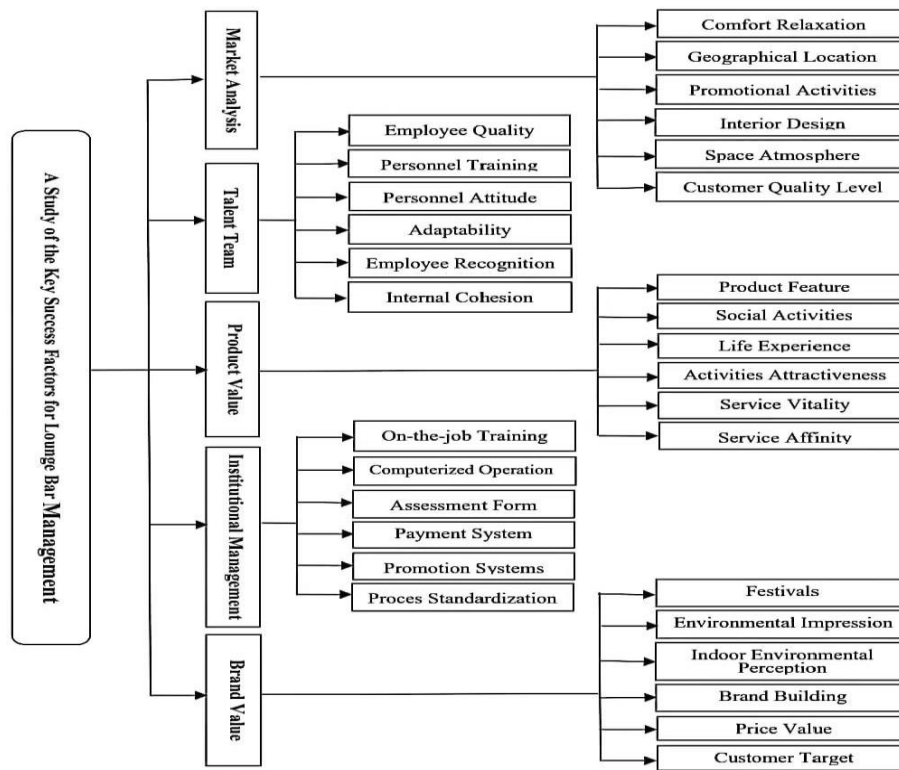 A Study of the Key Success Factors for Lounge Bar Management
Market Analysis
Comfort Relaxation
Geographical Location
Promotional Activities
Interior Design
Space Atmosphere
Customer Quality Level
Talent Team
Employee Quality
Personnel Training
Personnel Attitude
Adaptability
Employee Recognition
Internal Cohesion
Product Value
Product Feature
Social Activities
Life Experience
Activities Attractiveness
Service Vitality
Service Affinity
Institutional Management
On-the-job Training
Computerized Operation
Assessment Form
Payment System
Promotion Systems
Proces Standardization
Brand Value
Festivals
Environmental Impression
Indoor Environmental
Perception
Brand Building
Price Value
Customer Target